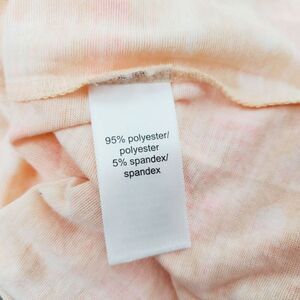 95% polyester/
polyester
5% spandex/
spandex